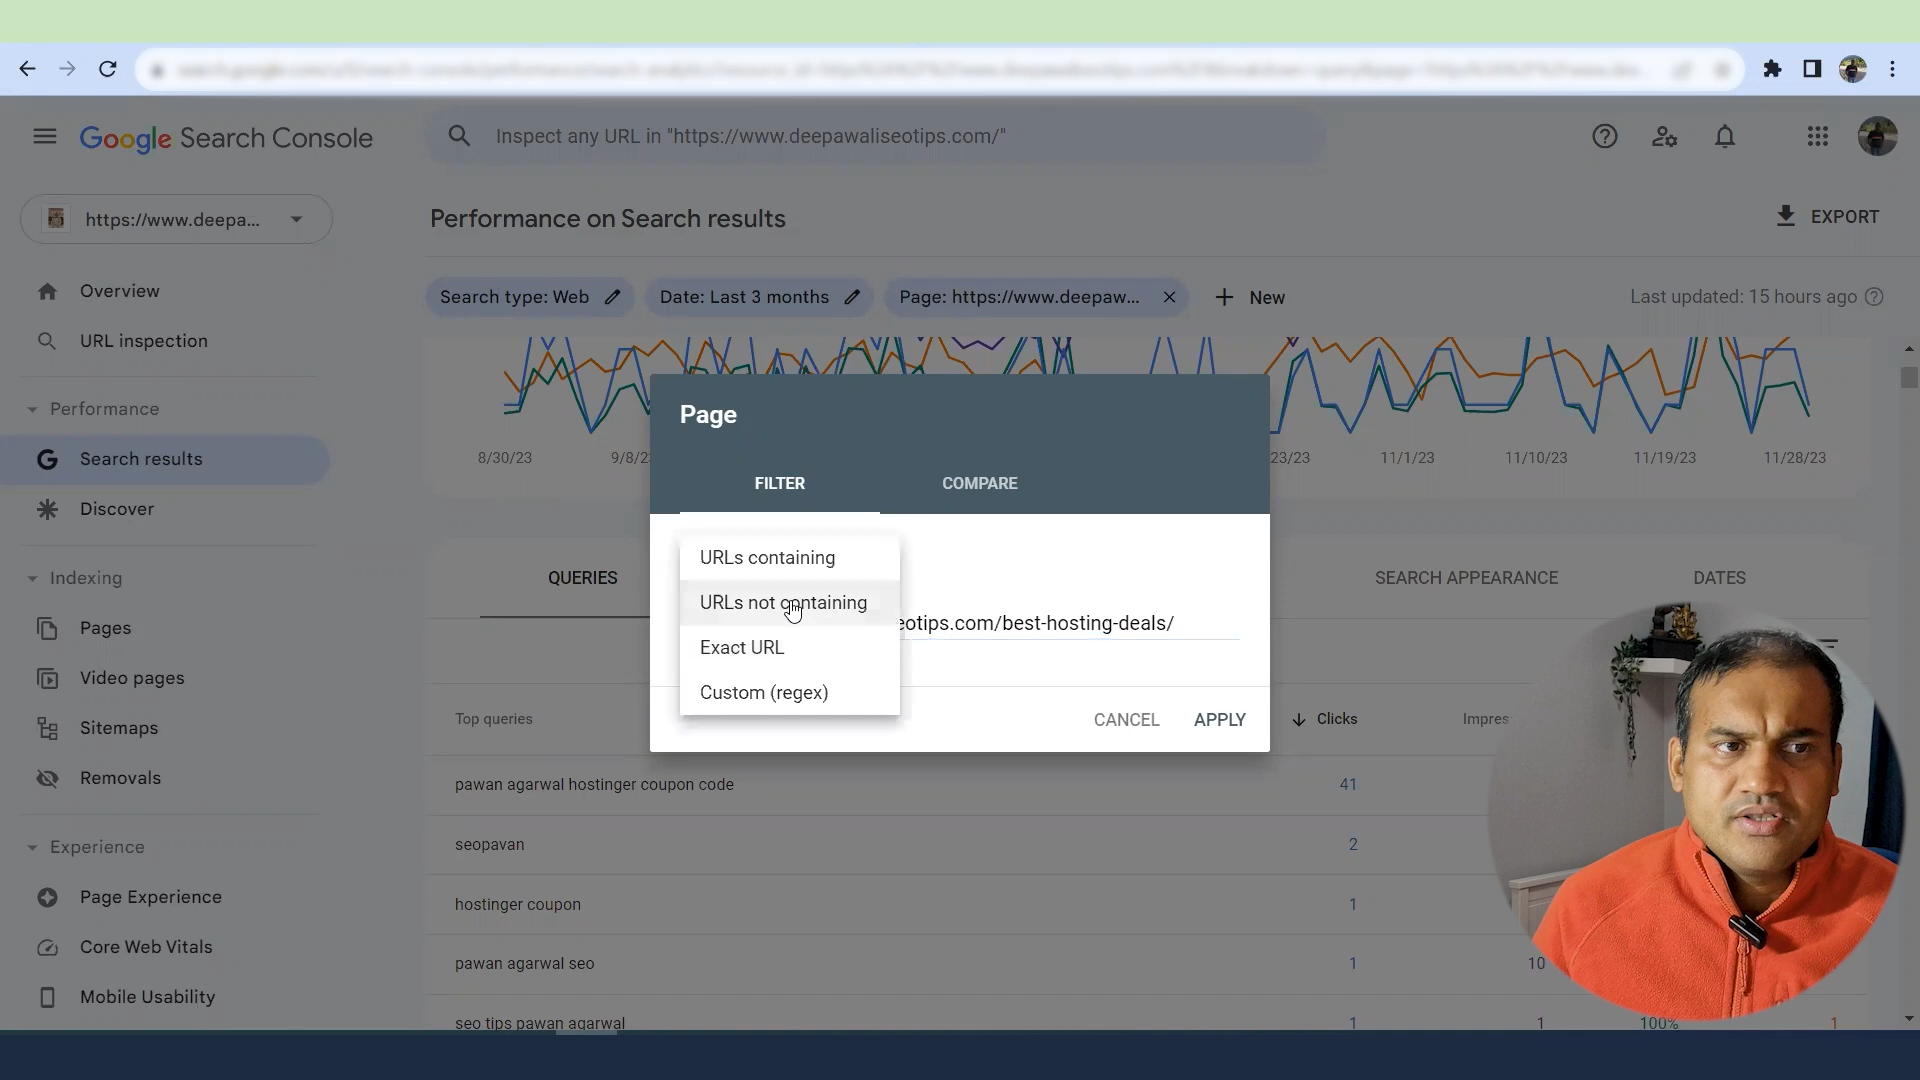 Google Search Console
Inspect any URL in "https://www.deepawaliseotips.com/"
https://www.deepa...
Performance on Search results
EXPORT
Search type: Web
Date: Last 3 months
Page: https://www.deepaw...
New
Last updated: 15 hours ago
Overview
URL inspection
Performance
Search results
Discover
Indexing
Pages
Video pages
Sitemaps
Removals
Experience
Page Experience
Core Web Vitals
Mobile Usability
8/30/23
9/8/2
23/23
11/1/23
11/10/23
11/19/23
11/28/23
Page
FILTER
COMPARE
URLs containing
URLs not containing
Exact URL
Custom (regex)
eotips.com/best-hosting-deals/
CANCEL
APPLY
QUERIES
SEARCH APPEARANCE
DATES
Top queries
Clicks
Impres
pawan agarwal hostinger coupon code
41
seopavan
2
hostinger coupon
1
pawan agarwal seo
1
10
seo tips pawan agarwal
1
1
100%
1